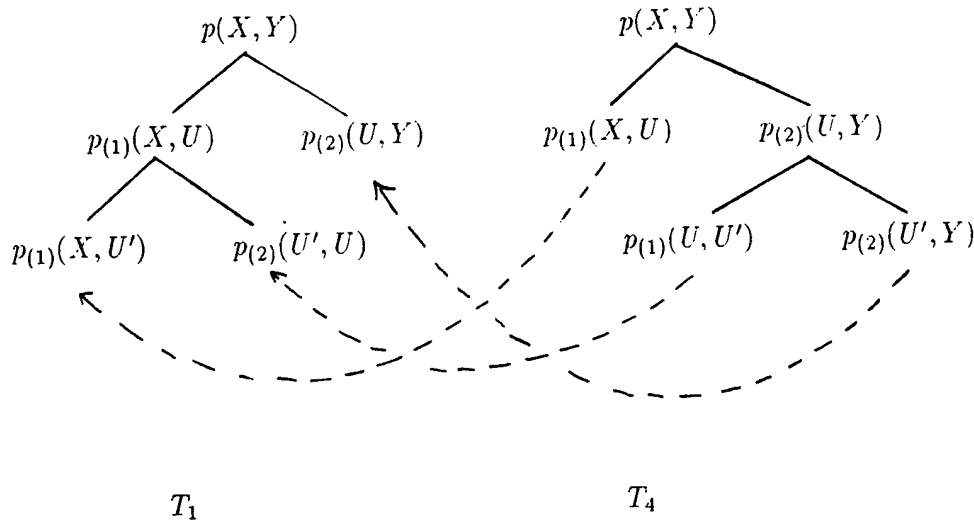 p(X, Y) p(X, Y)
p(1)(X, U) p(2)(U, Y) p(1)(X, U) p(2)(U, Y)
p(1)(X, U′) p(2)(U′, U) p(1)(U, U′) p(2)(U′, Y)
T1 T4